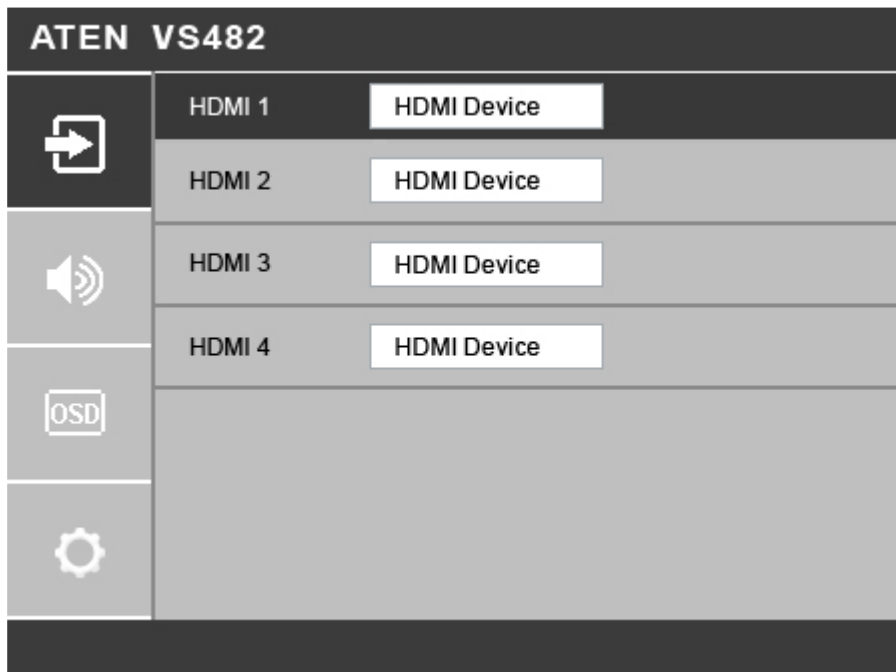 ATEN VS482
HDMI 1 HDMI Device
HDMI 2 HDMI Device
HDMI 3 HDMI Device
HDMI 4 HDMI Device
OSD